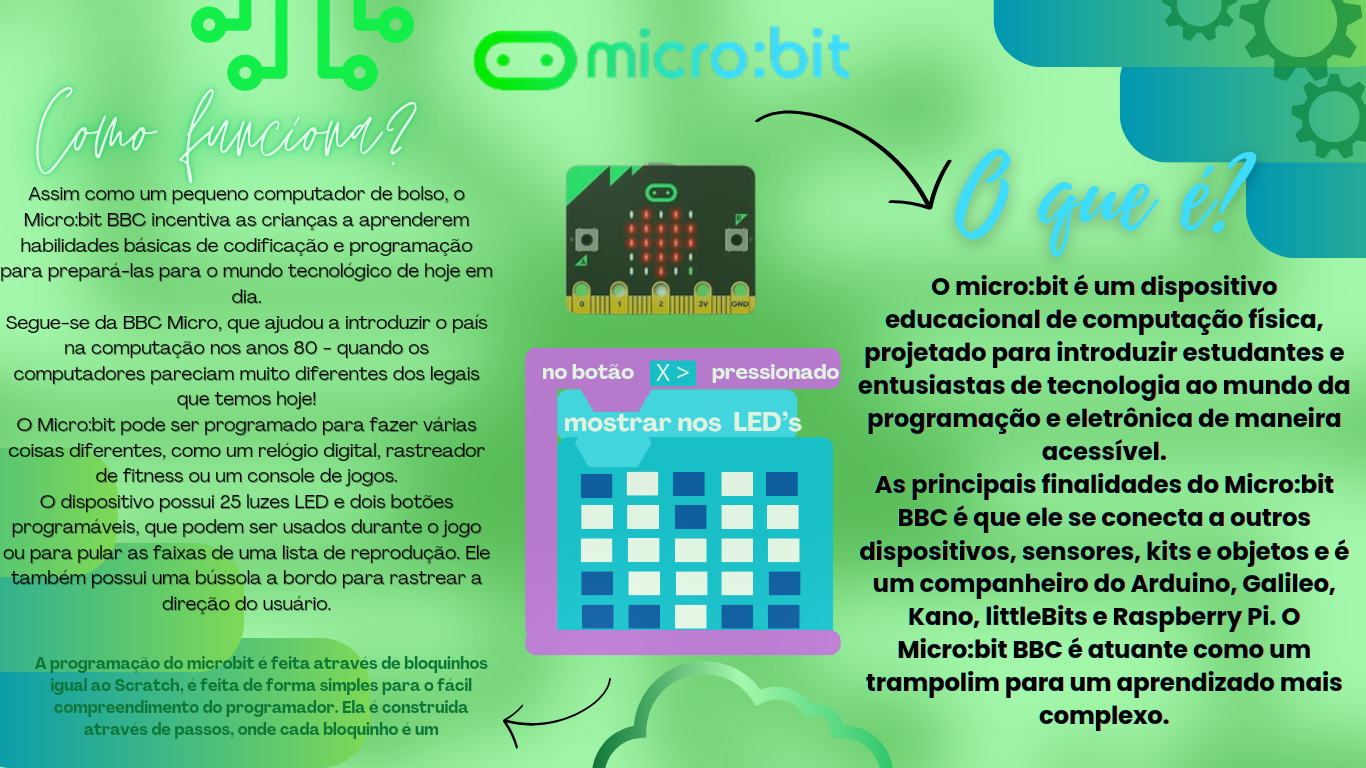 micro:bit
Como funciona?
Assim como um pequeno computador de bolso, o
Micro:bit BBC incentiva as crianças a aprenderem
habilidades básicas de codificação e programação
para prepará-las para o mundo tecnológico de hoje em
dia.
Segue-se da BBC Micro, que ajudou a introduzir o país
na computação nos anos 80 - quando os
computadores pareciam muito diferentes dos legais
que temos hoje!
O Micro:bit pode ser programado para fazer várias
coisas diferentes, como um relógio digital, rastreador
de fitness ou um console de jogos.
O dispositivo possui 25 luzes LED e dois botões
programáveis, que podem ser usados durante o jogo
ou para pular as faixas de uma lista de reprodução. Ele
também possui uma bússola a bordo para rastrear a
direção do usuário.
A programação do microbit é feita através de bloquinhos
igual ao Scratch, é feita de forma simples para o fácil
compreendimento do programador. Ela é construida
através de passos, onde cada bloquinho é um
A
B
0 1 2 3V GND
no botão X > pressionado
mostrar nos LED’s
O que é?
O micro:bit é um dispositivo
educacional de computação física,
projetado para introduzir estudantes e
entusiastas de tecnologia ao mundo da
programação e eletrônica de maneira
acessível.
As principais finalidades do Micro:bit
BBC é que ele se conecta a outros
dispositivos, sensores, kits e objetos e é
um companheiro do Arduino, Galileo,
Kano, littleBits e Raspberry Pi. O
Micro:bit BBC é atuante como um
trampolim para um aprendizado mais
complexo.